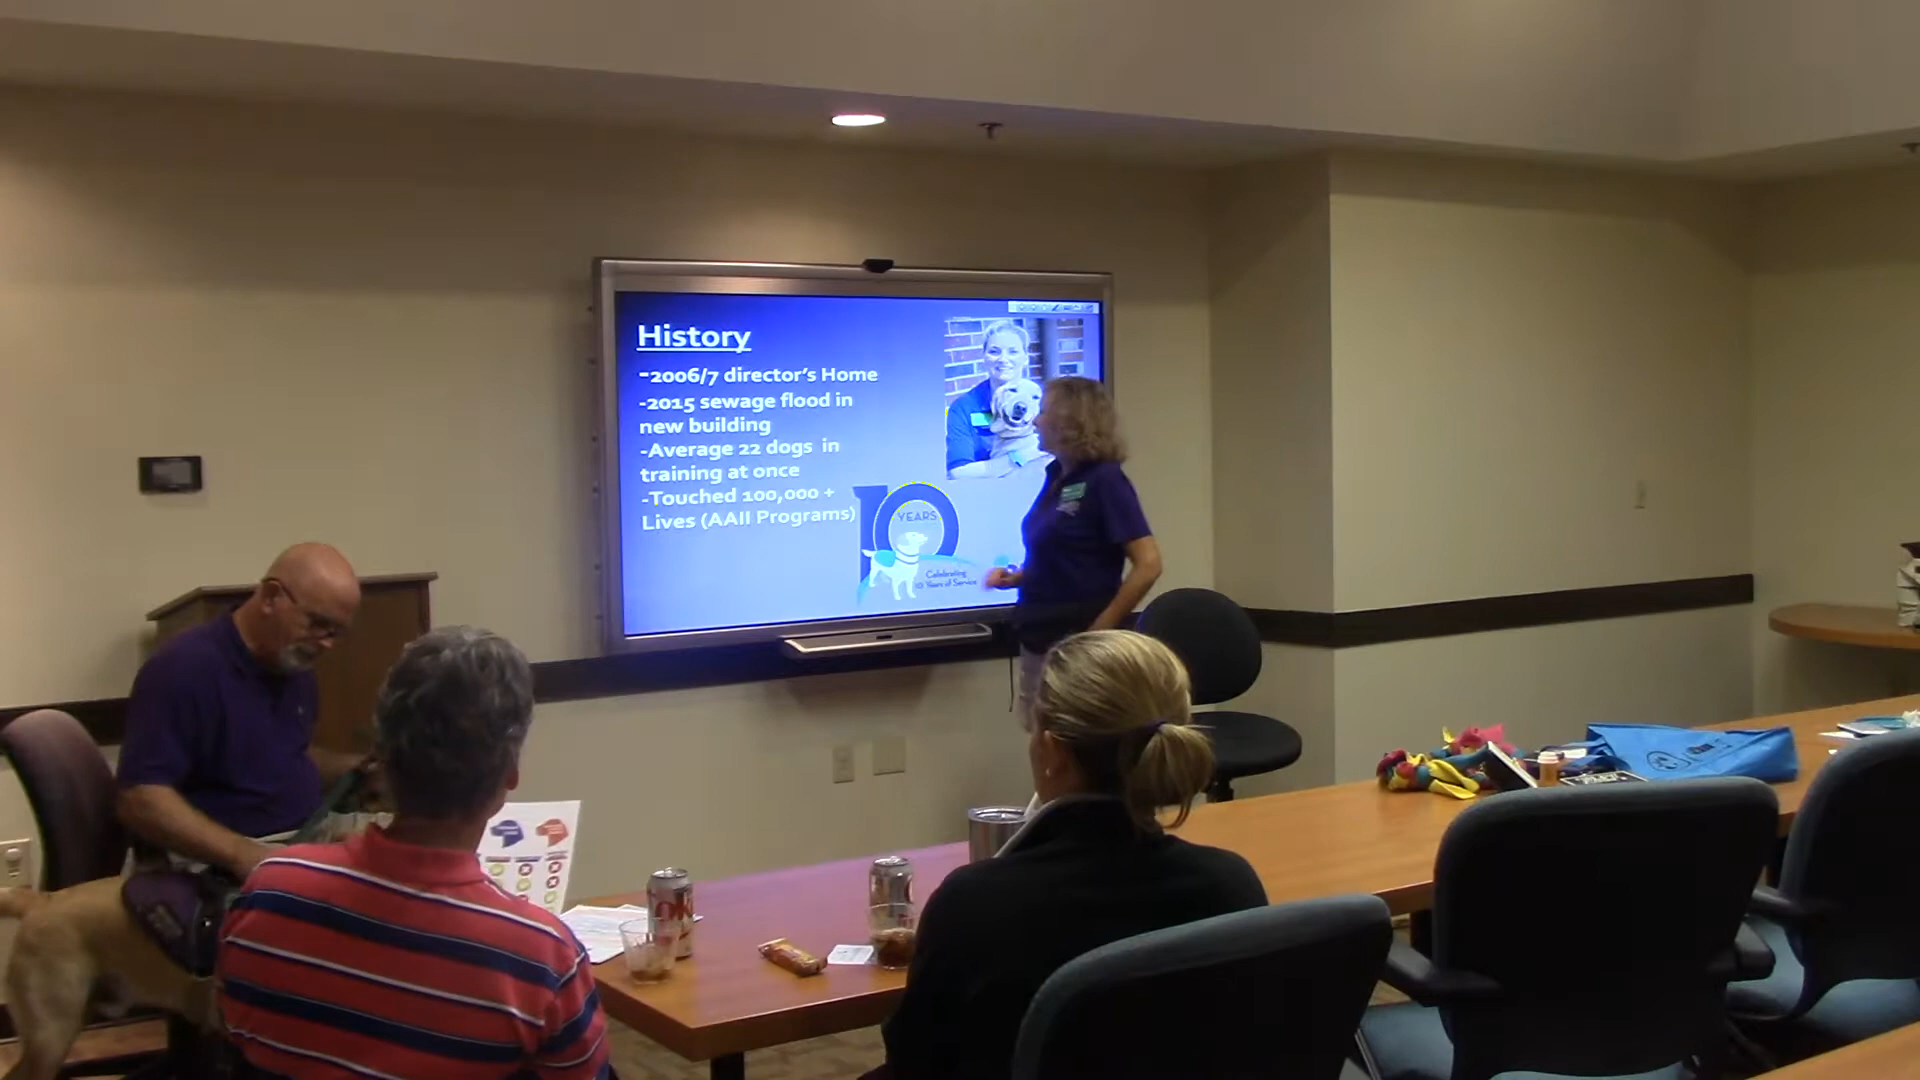 History
-2006/7 director's Home
-2015 sewage flood in
new building
-Average 22 dogs in
training at once
-Touched 100,000 +
Lives (AAII Programs)
YEARS
Celebrating
10 Years of Service